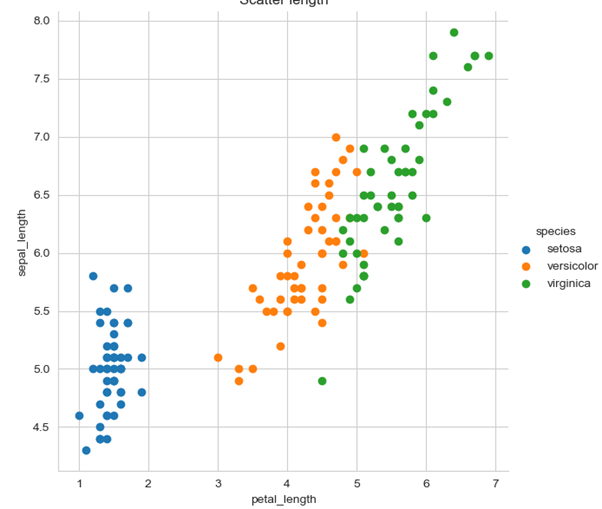 Scatter length
8.0
7.5
7.0
6.5
6.0
5.5
5.0
4.5
sepal_length
1 2 3 4 5 6 7
petal_length
species
setosa
versicolor
virginica